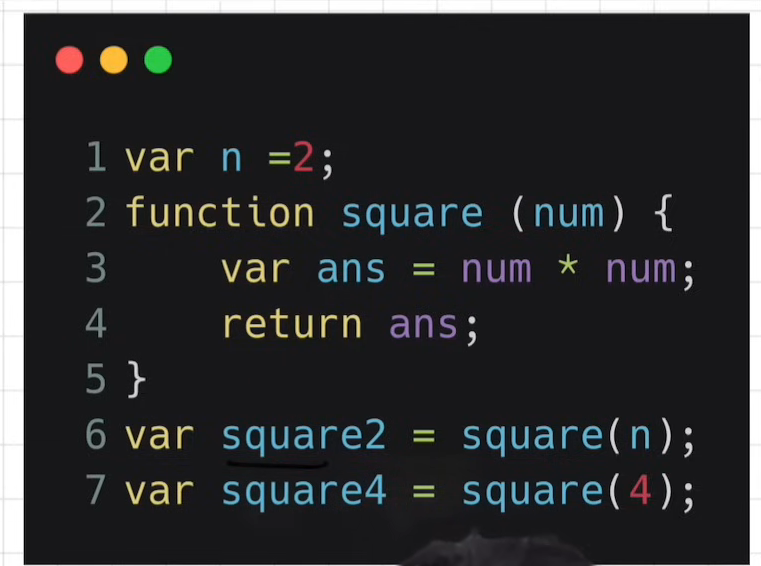 1 var n =2;
2 function square (num) {
3     var ans = num * num;
4     return ans;
5 }
6 var square2 = square(n);
7 var square4 = square(4);